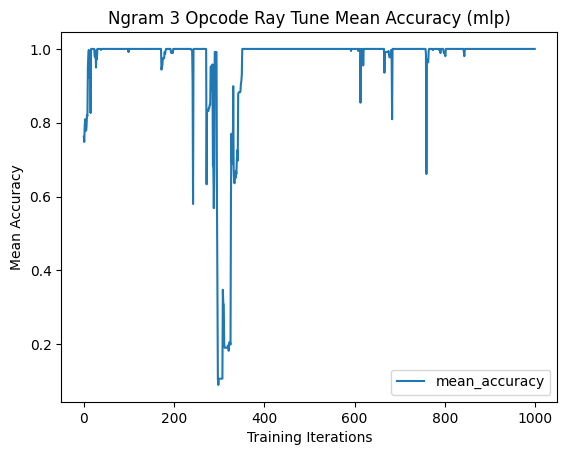 Ngram 3 Opcode Ray Tune Mean Accuracy (mlp)
1.0
0.8
0.6
0.4
0.2
Mean Accuracy
mean_accuracy
0 200 400 600 800 1000
Training Iterations